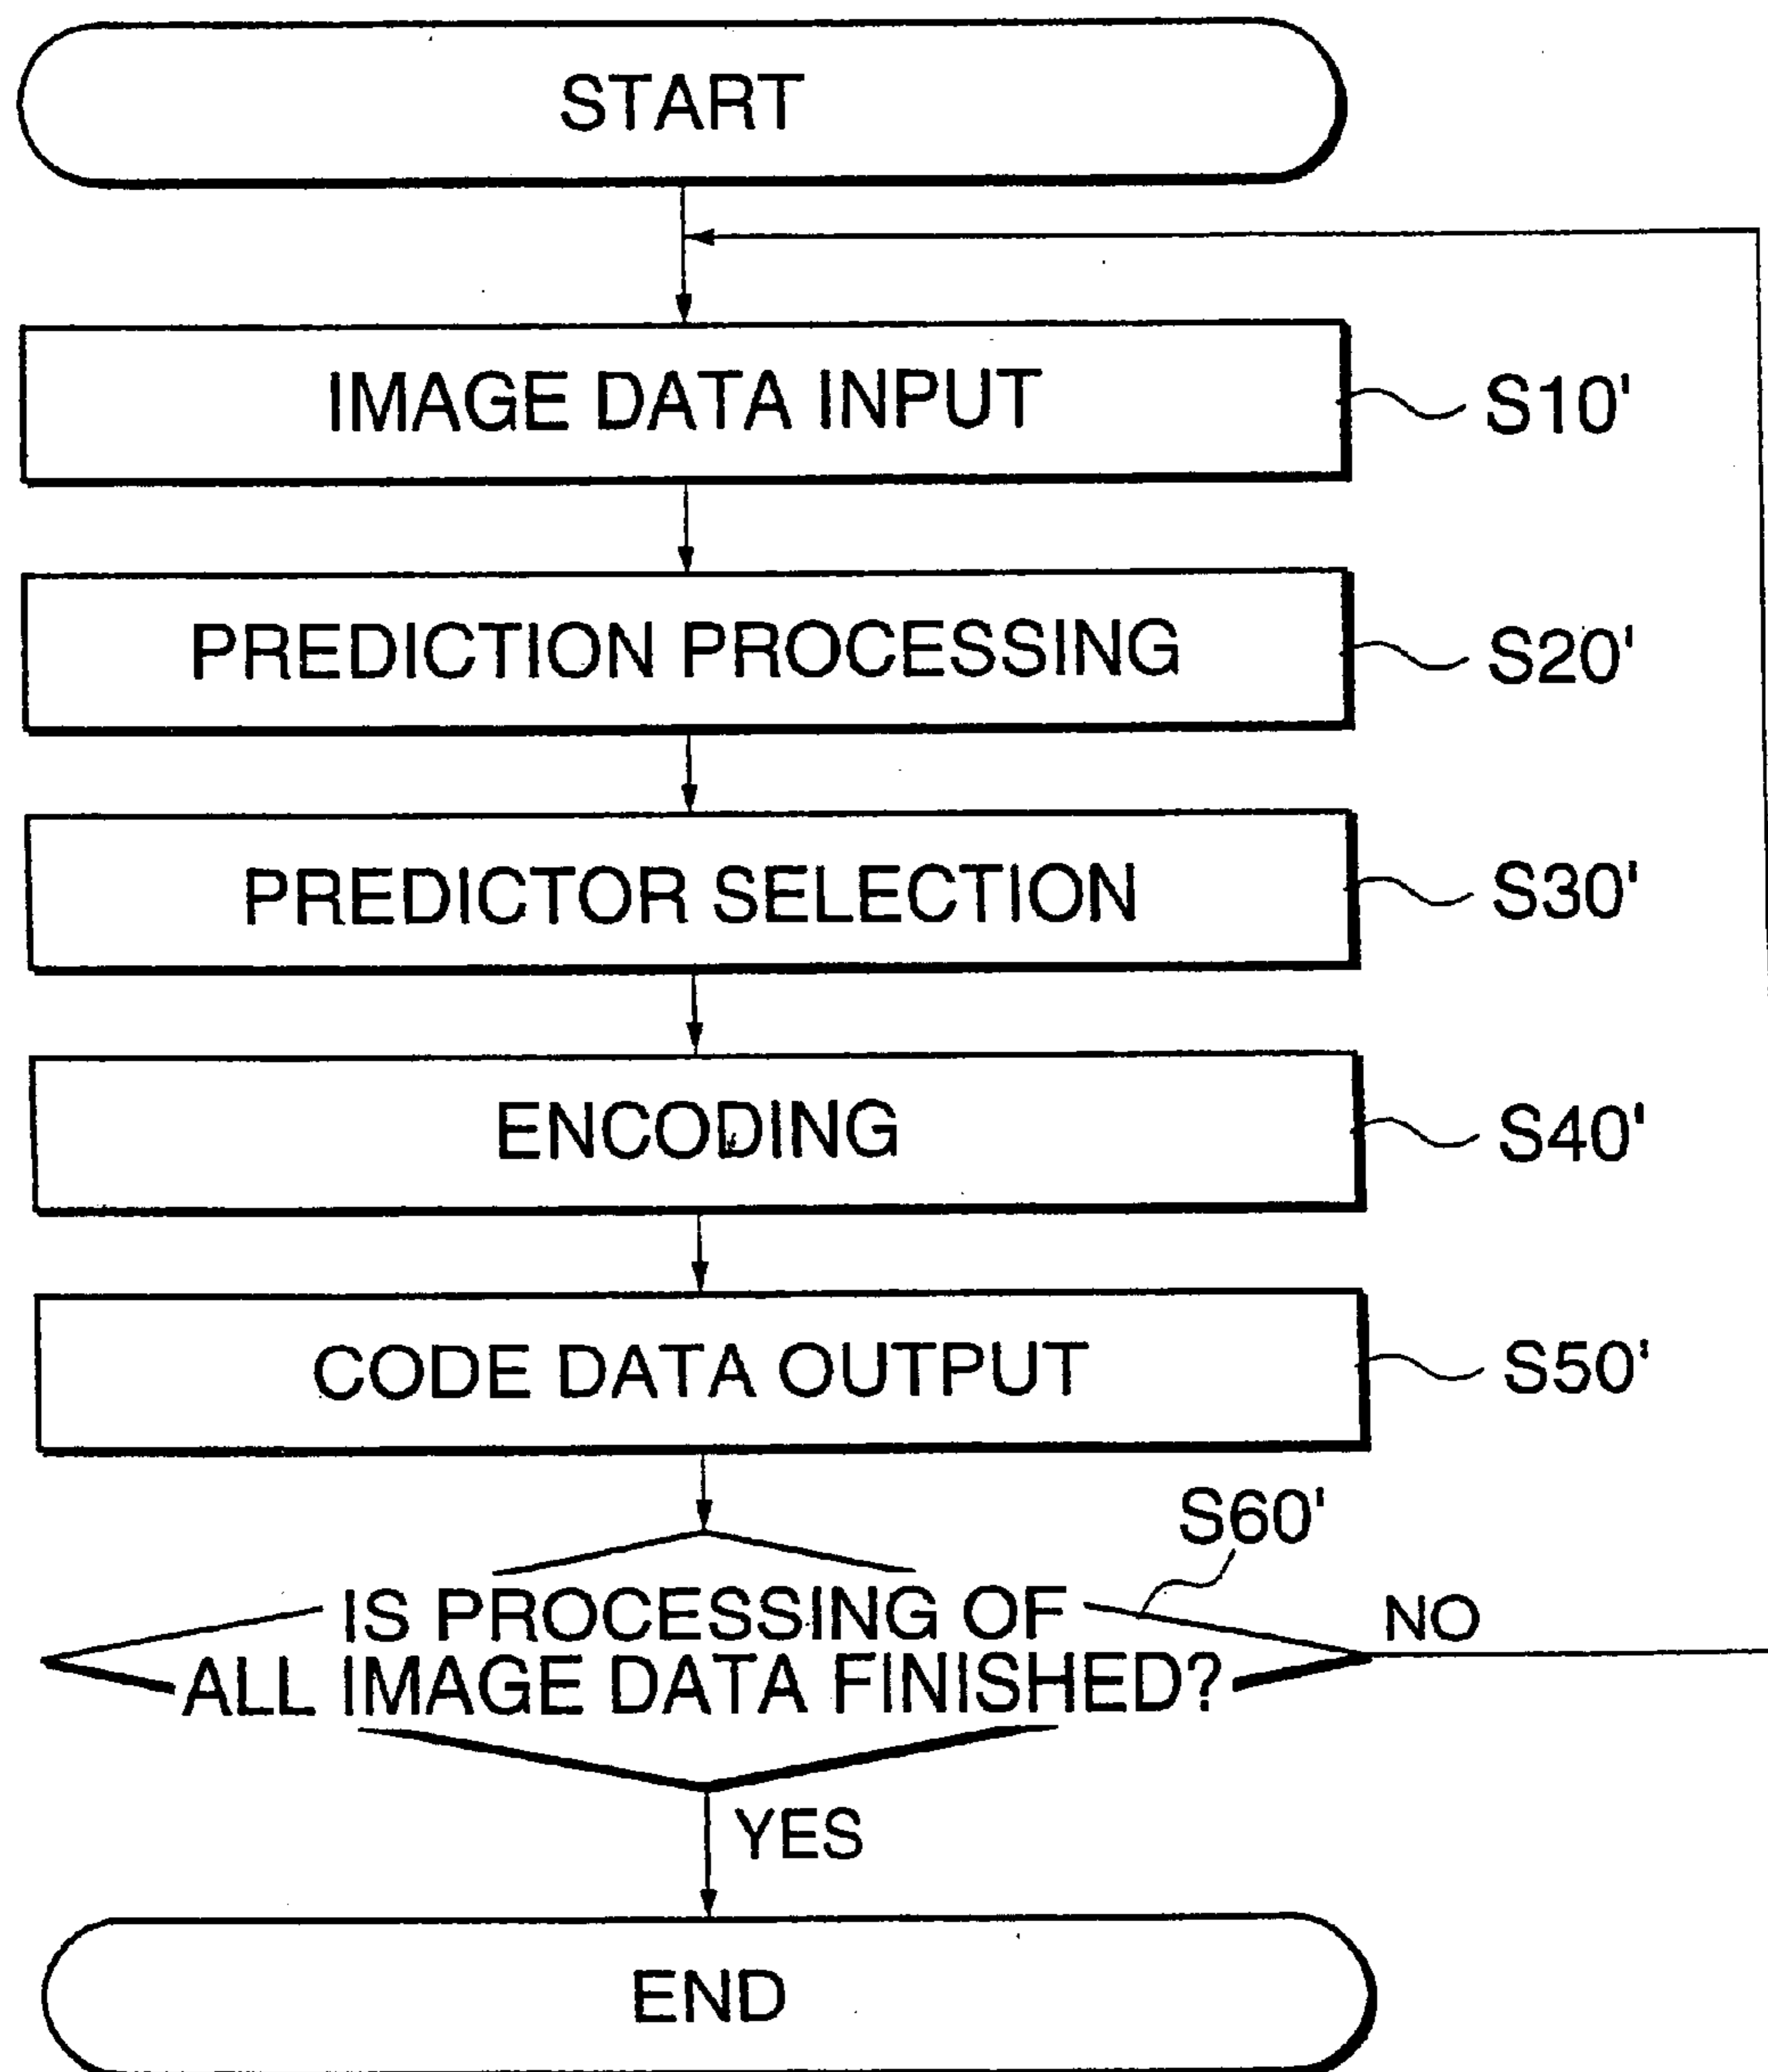 START
IMAGE DATA INPUT
S10'
PREDICTION PROCESSING
S20'
PREDICTOR SELECTION
S30'
ENCODING
S40'
CODE DATA OUTPUT
S50'
S60'
IS PROCESSING OF
ALL IMAGE DATA FINISHED?
NO
YES
END